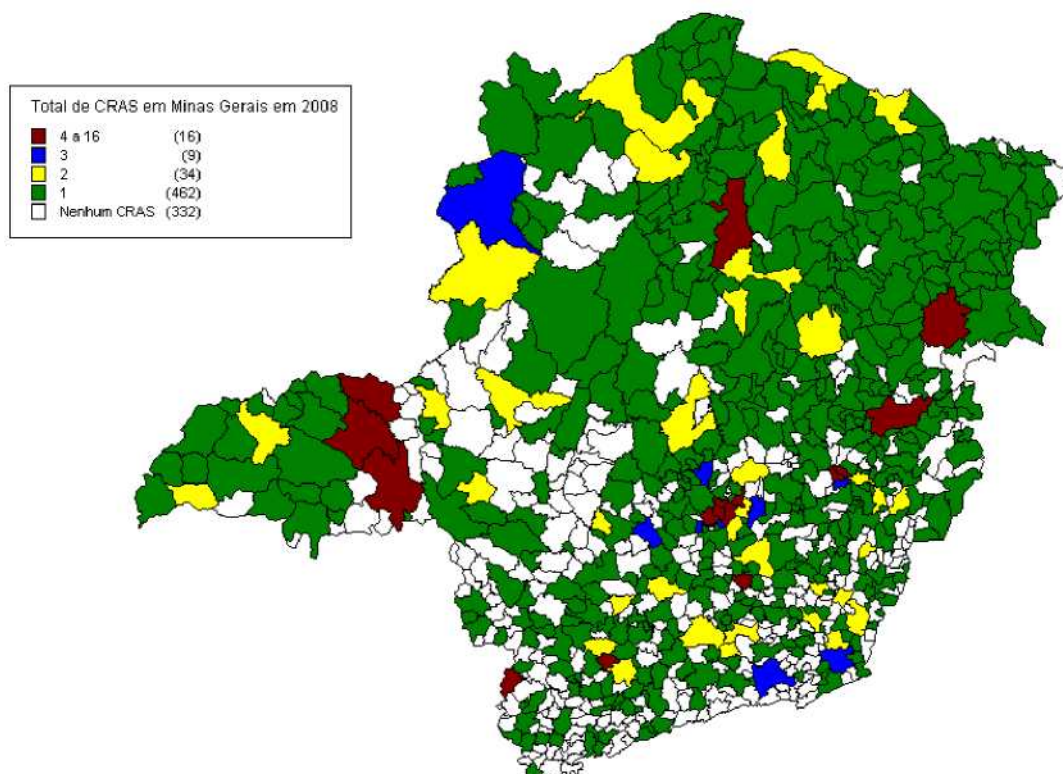 Total de CRAS em Minas Gerais em 2008
4 a 16 (16)
3 (9)
2 (34)
1 (462)
Nenhum CRAS (332)